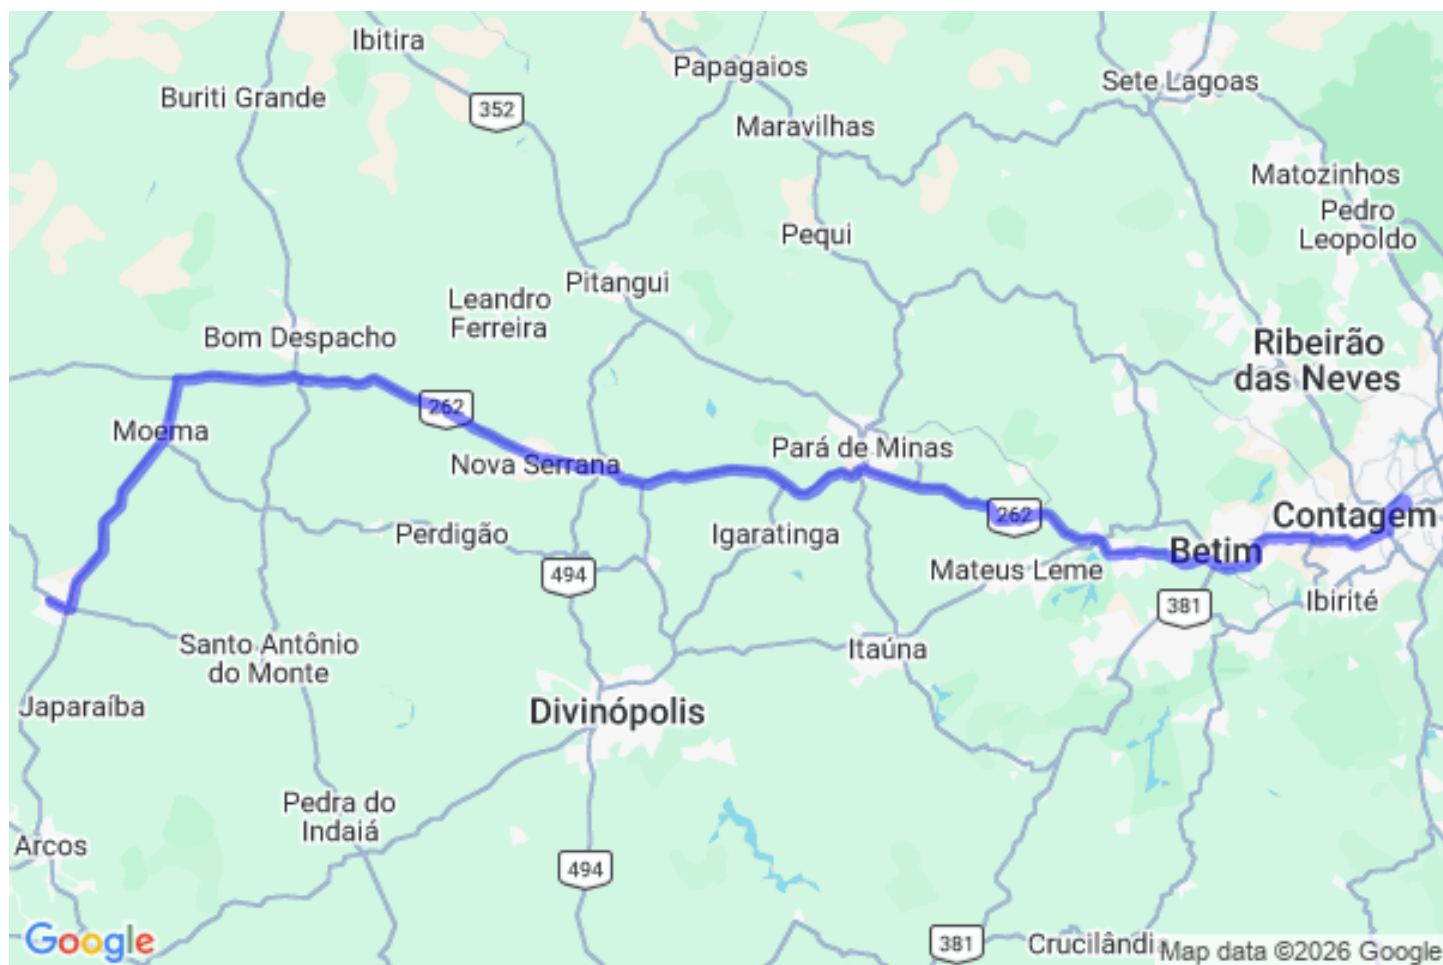 Ibitira
Papagaios
Sete Lagoas
Buriti Grande
352
Maravilhas
Matozinhos
Pedro
Leopoldo
Pequi
Pitangui
Leandro
Ferreira
Bom Despacho
Ribeirão
das Neves
262
Moema
Nova Serrana
Pará de Minas
262
Contagem
Perdigão
Igaratinga
Betim
Mateus Leme
494
381
Ibirité
Santo Antônio
do Monte
Itaúna
Japaraíba
Divinópolis
Pedra do
Indaiá
Arcos
494
Google
381
Crucilândia
Map data ©2026 Google